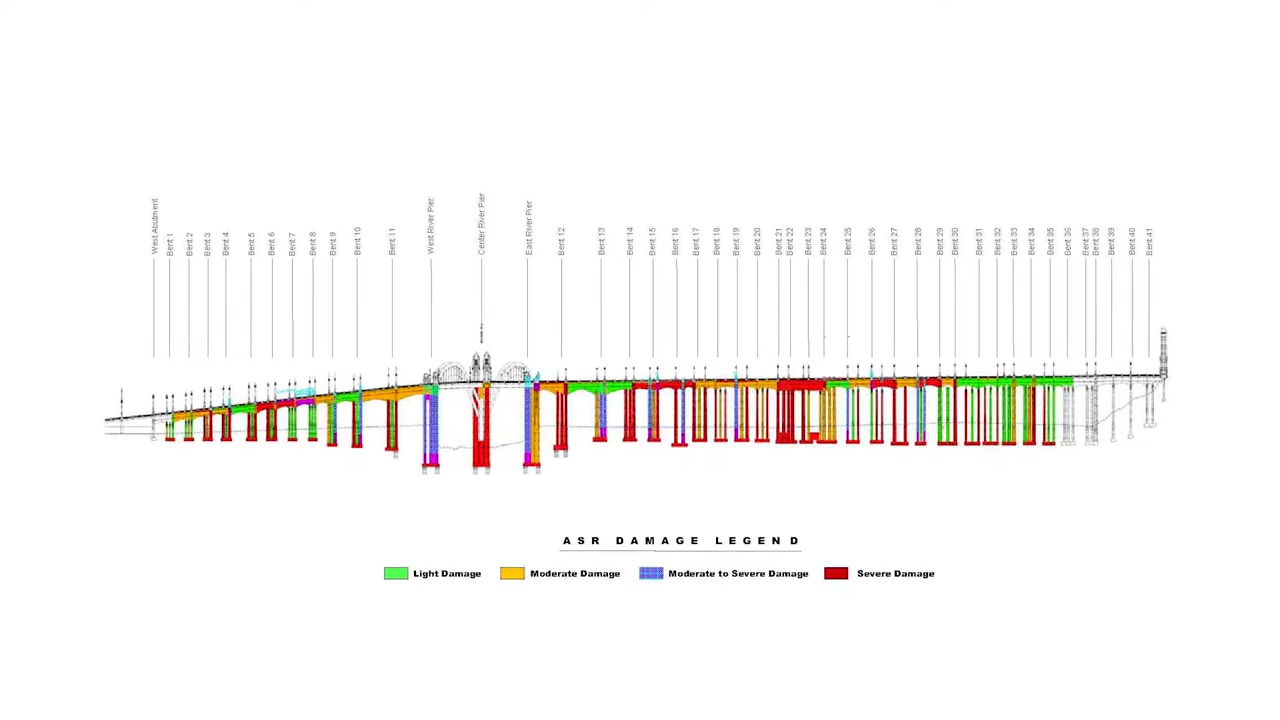 West Abutment
Bent 1
Bent 2
Bent 3
Bent 4
Bent 5
Bent 6
Bent 7
Bent 8
Bent 9
Bent 10
Bent 11
West River Pier
Center River Pier
East River Pier
Bent 12
Bent 13
Bent 14
Bent 15
Bent 16
Bent 17
Bent 18
Bent 19
Bent 20
Bent 21
Bent 22
Bent 23
Bent 24
Bent 25
Bent 26
Bent 27
Bent 28
Bent 29
Bent 30
Bent 31
Bent 32
Bent 33
Bent 34
Bent 35
Bent 36
Bent 37
Bent 38
Bent 39
Bent 40
Bent 41
ASR DAMAGE LEGEND
Light Damage
Moderate Damage
Moderate to Severe Damage
Severe Damage